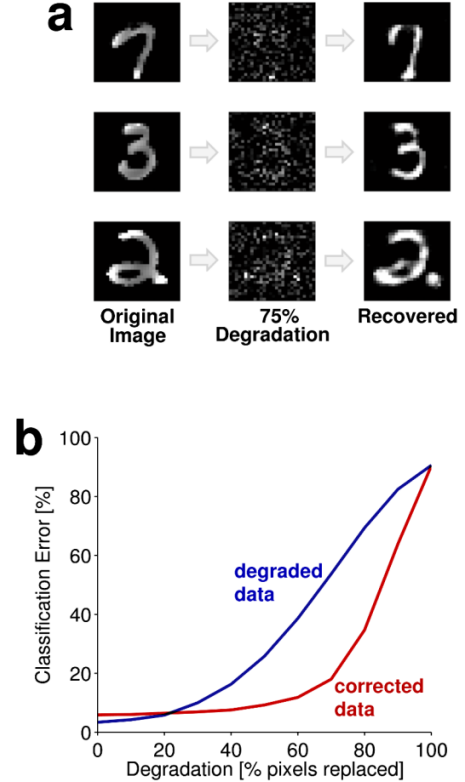 a
Original
Image
75%
Degradation
Recovered
b
100
80
60
40
20
0
Classification Error [%]
degraded
data
corrected
data
0 20 40 60 80 100
Degradation [% pixels replaced]